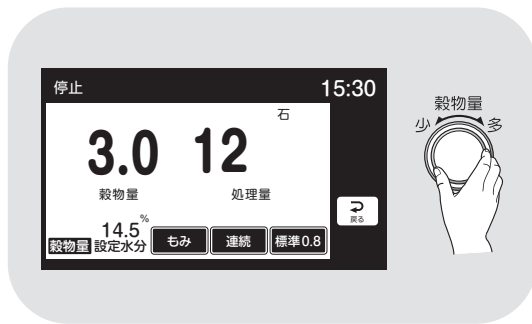 停止 15:30
石
3.0 12
穀物量 処理量
14.5%
穀物量 設定水分 もみ 連続 標準0.8
戻る
穀物量
少 多